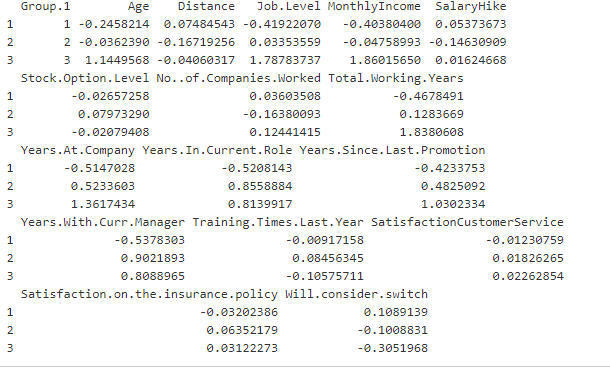 Group.1 Age Distance Job.Level MonthlyIncome SalaryHike
1 1 -0.2458214 0.07484543 -0.41922070 -0.40380400 0.05373673
2 2 -0.0362390 -0.16719256 0.03353559 -0.04758993 -0.14630909
3 3 1.1449568 -0.04060317 1.78783737 1.86015650 0.01624668
Stock.Option.Level No..of.Companies.Worked Total.Working.Years
1 -0.02657258 0.03603508 -0.4678491
2 0.07973290 -0.16380093 0.1283669
3 -0.02079408 0.12441415 1.8380608
Years.At.Company Years.In.Current.Role Years.Since.Last.Promotion
1 -0.5147028 -0.5208143 -0.4233753
2 0.5233603 0.8558884 0.4825092
3 1.3617434 0.8139917 1.0302334
Years.With.Curr.Manager Training.Times.Last.Year SatisfactionCustomerService
1 -0.5378303 -0.00917158 -0.01230759
2 0.9021893 0.08456345 0.01826265
3 0.8088965 -0.10575711 0.02262854
Satisfaction.on.the.insurance.policy Will.consider.switch
1 -0.03202386 0.1089139
2 0.06352179 -0.1008831
3 0.03122273 -0.3051968